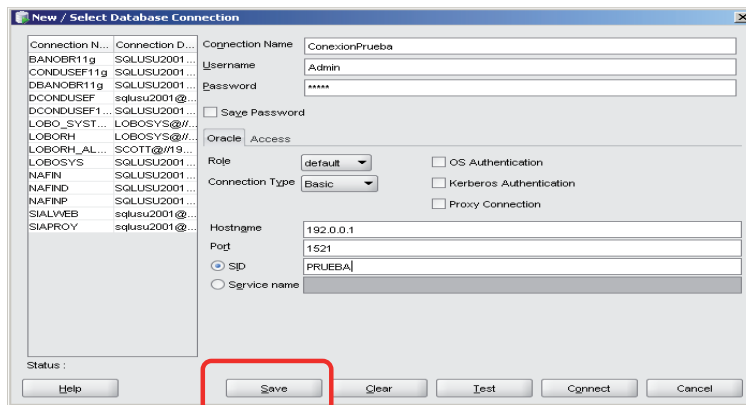 New / Select Database Connection
Connection N... Connection D...
BANOBR11g SQLUSU2001...
CONDUSEF11g SQLUSU2001...
DBANOBR11g SQLUSU2001...
DCONDUSEF sqlusu2001@...
DCONDUSEF1... SQLUSU2001...
LOBO_SYST... LOBOSYS@//...
LOBORH LOBOSYS@//...
LOBORH_AL... SCOTT@//19...
LOBOSYS SQLUSU2001...
NAFIN SQLUSU2001...
NAFIND SQLUSU2001...
NAFINP SQLUSU2001...
SIALWEB sqlusu2001@...
SIAPROY sqlusu2001@...
Connection Name ConexionPrueba
Username Admin
Password *****
Save Password
Oracle Access
Role default
OS Authentication
Connection Type Basic
Kerberos Authentication
Proxy Connection
Hostname 192.0.0.1
Port 1521
SID PRUEBA
Service name
Status :
Help Save Clear Test Connect Cancel